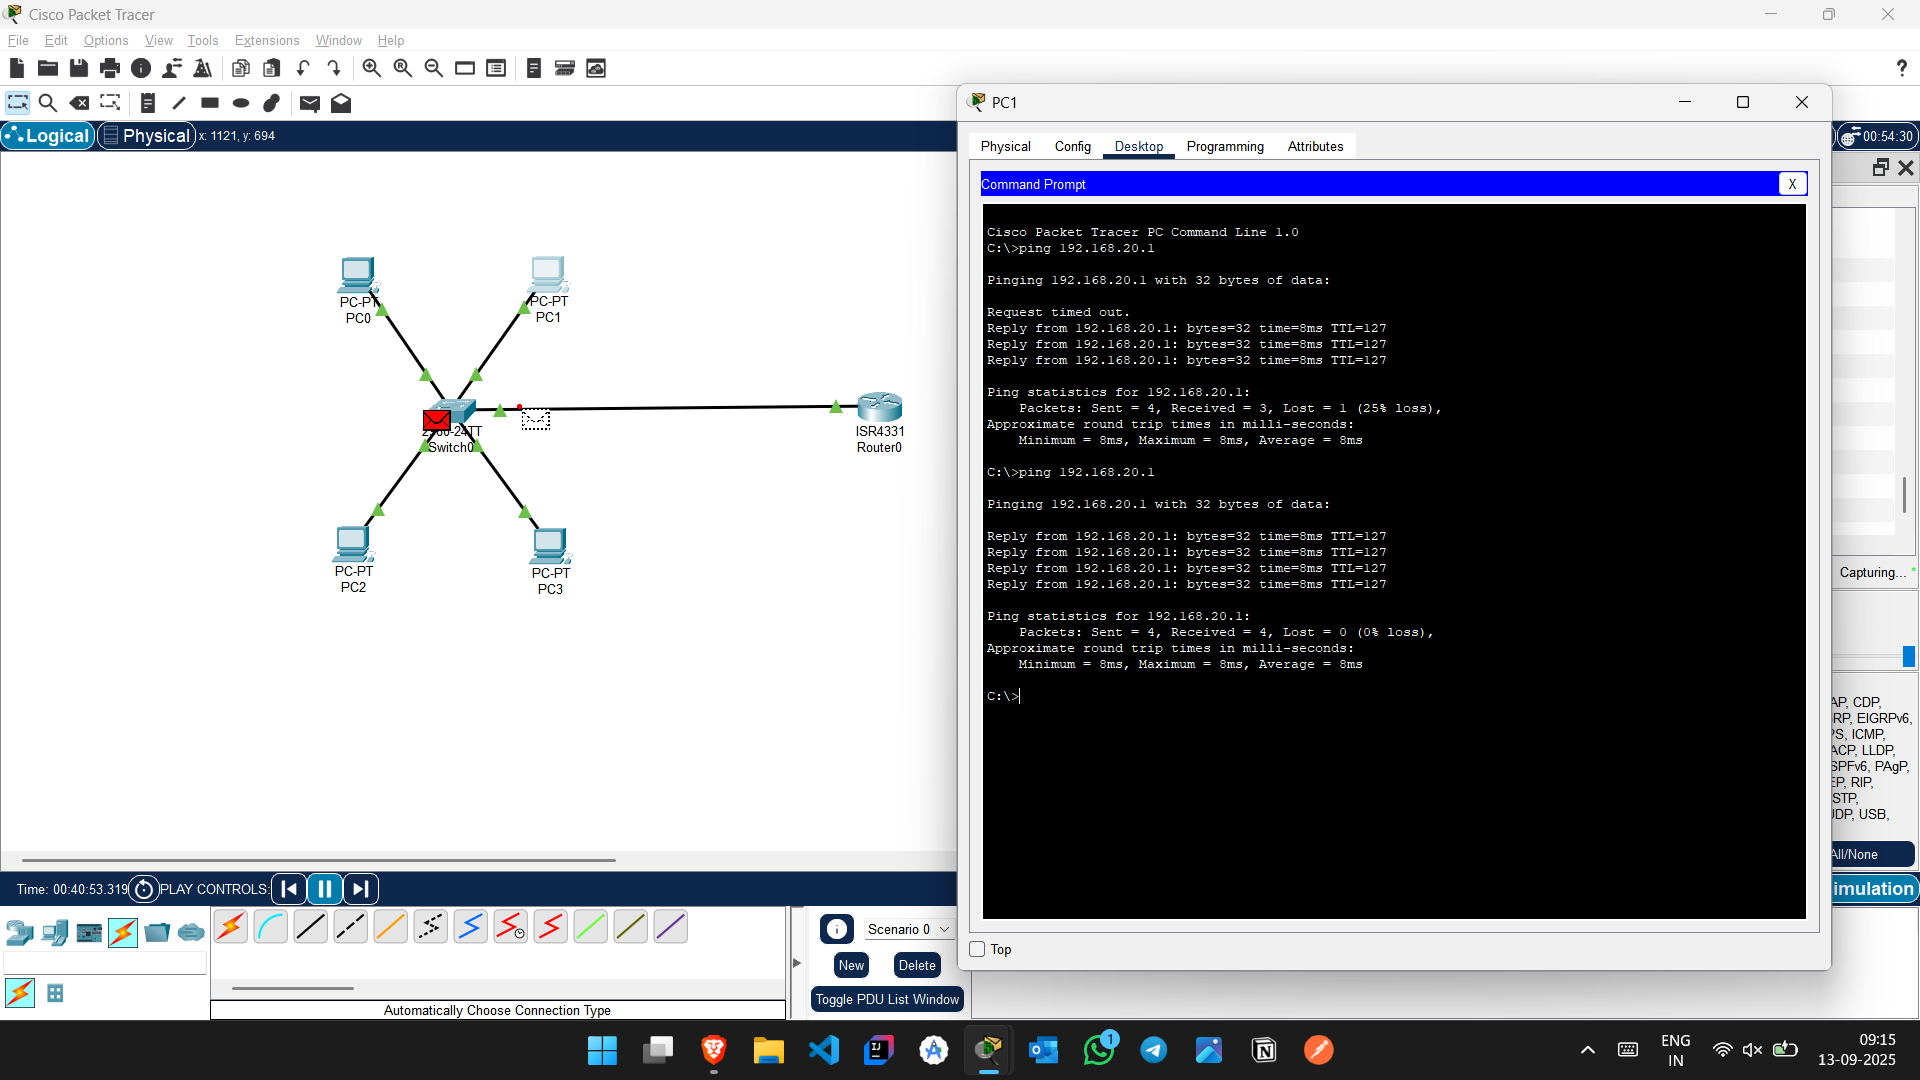 Cisco Packet Tracer
File Edit Options View Tools Extensions Window Help
Logical Physical x: 1121, y: 694
00:54:30
PC-PT
PC0
PC-PT
PC1
Switch0
ISR4331
Router0
PC-PT
PC2
PC-PT
PC3
PC1
Physical Config Desktop Programming Attributes
Command Prompt X
Cisco Packet Tracer PC Command Line 1.0
C:\>ping 192.168.20.1
Pinging 192.168.20.1 with 32 bytes of data:
Request timed out.
Reply from 192.168.20.1: bytes=32 time=8ms TTL=127
Reply from 192.168.20.1: bytes=32 time=8ms TTL=127
Reply from 192.168.20.1: bytes=32 time=8ms TTL=127
Ping statistics for 192.168.20.1:
Packets: Sent = 4, Received = 3, Lost = 1 (25% loss),
Approximate round trip times in milli-seconds:
Minimum = 8ms, Maximum = 8ms, Average = 8ms
C:\>ping 192.168.20.1
Pinging 192.168.20.1 with 32 bytes of data:
Reply from 192.168.20.1: bytes=32 time=8ms TTL=127
Reply from 192.168.20.1: bytes=32 time=8ms TTL=127
Reply from 192.168.20.1: bytes=32 time=8ms TTL=127
Reply from 192.168.20.1: bytes=32 time=8ms TTL=127
Ping statistics for 192.168.20.1:
Packets: Sent = 4, Received = 4, Lost = 0 (0% loss),
Approximate round trip times in milli-seconds:
Minimum = 8ms, Maximum = 8ms, Average = 8ms
C:\>
Top
Capturing...
AP, CDP,
RP, EIGRPv6,
PS, ICMP,
ACP, LLDP,
SPFv6, PAgP,
EP, RIP,
STP,
UDP, USB,
All/None
imulation
Time: 00:40:53.319 PLAY CONTROLS:
Scenario 0
New Delete
Toggle PDU List Window
Automatically Choose Connection Type
1
ENG
IN
09:15
13-09-2025